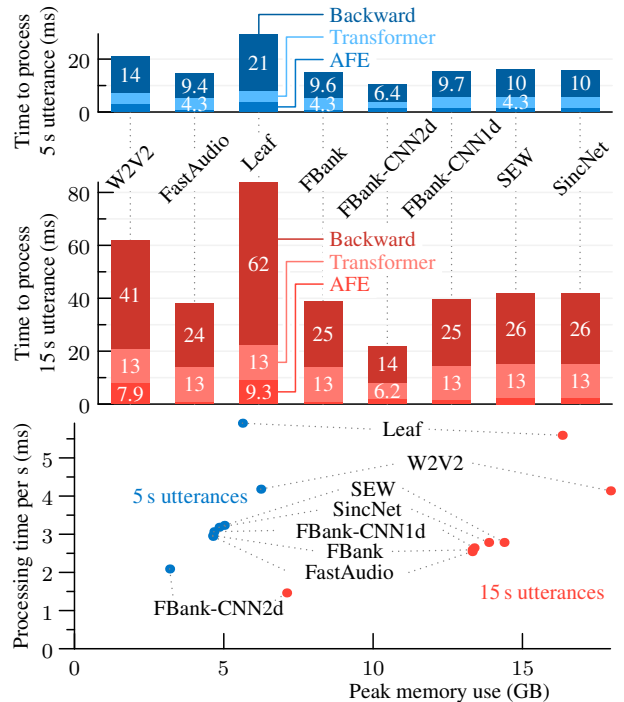 Time to process
5 s utterance (ms)
20
0
Backward
Transformer
AFE
14
9.4
4.3
21
9.6
4.3
6.4
9.7
10
4.3
10
W2V2
FastAudio
Leaf
FBank
FBank-CNN2d
FBank-CNN1d
SEW
SincNet
Time to process
15 s utterance (ms)
80
60
40
20
0
Backward
Transformer
AFE
41
13
7.9
24
13
62
13
9.3
25
13
14
6.2
25
13
26
13
26
13
Processing time per s (ms)
5
4
3
2
1
0
Leaf
W2V2
5 s utterances
SEW
SincNet
FBank-CNN1d
FBank
FastAudio
FBank-CNN2d
15 s utterances
0
5
10
15
Peak memory use (GB)